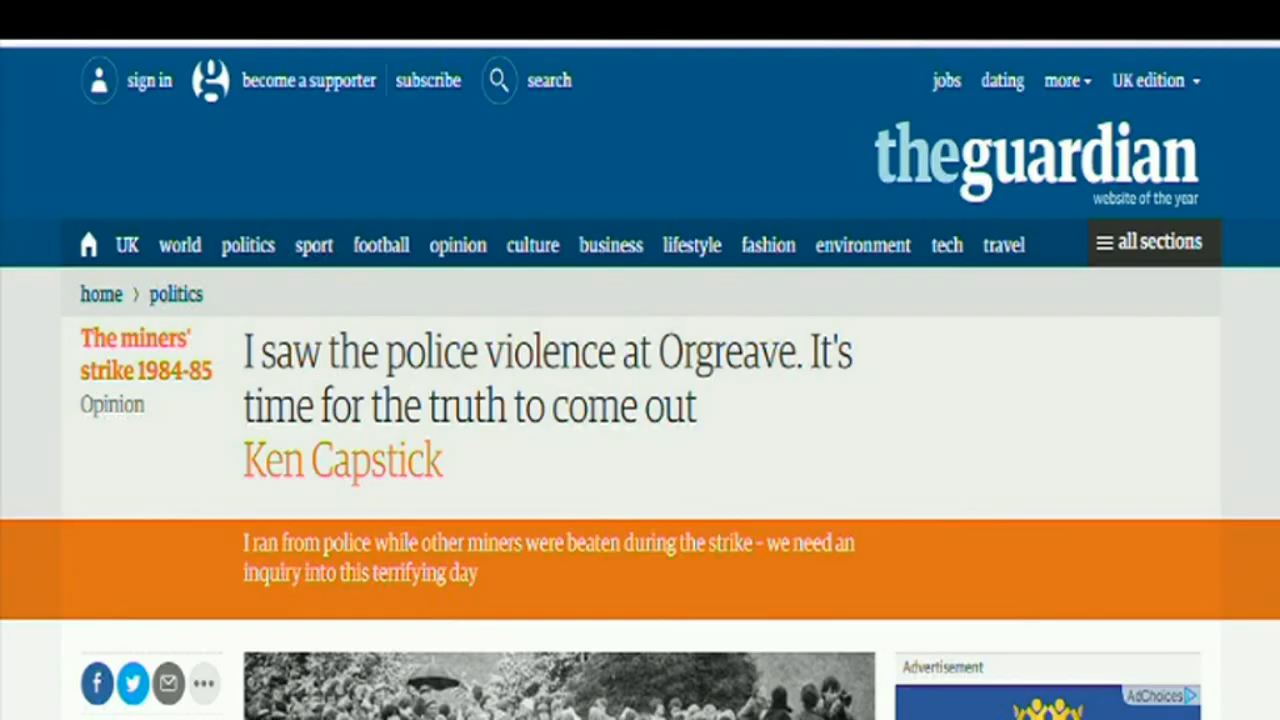 sign in
become a supporter
subscribe
search
jobs
dating
more
UK edition
theguardian
website of the year
UK
world
politics
sport
football
opinion
culture
business
lifestyle
fashion
environment
tech
travel
all sections
home › politics
The miners'
strike 1984-85
Opinion
I saw the police violence at Orgreave. It's
time for the truth to come out
Ken Capstick
I ran from police while other miners were beaten during the strike – we need an
inquiry into this terrifying day
Advertisement
AdChoices